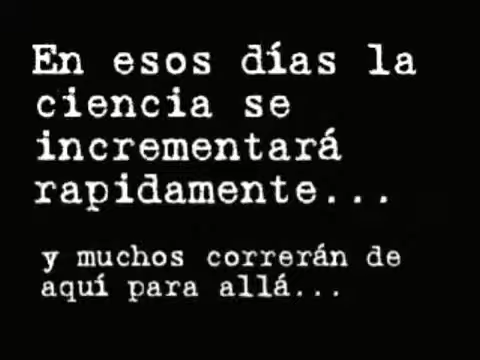 En esos días la
ciencia se
incrementará
rapidamente...
y muchos correrán de
aquí para allá...